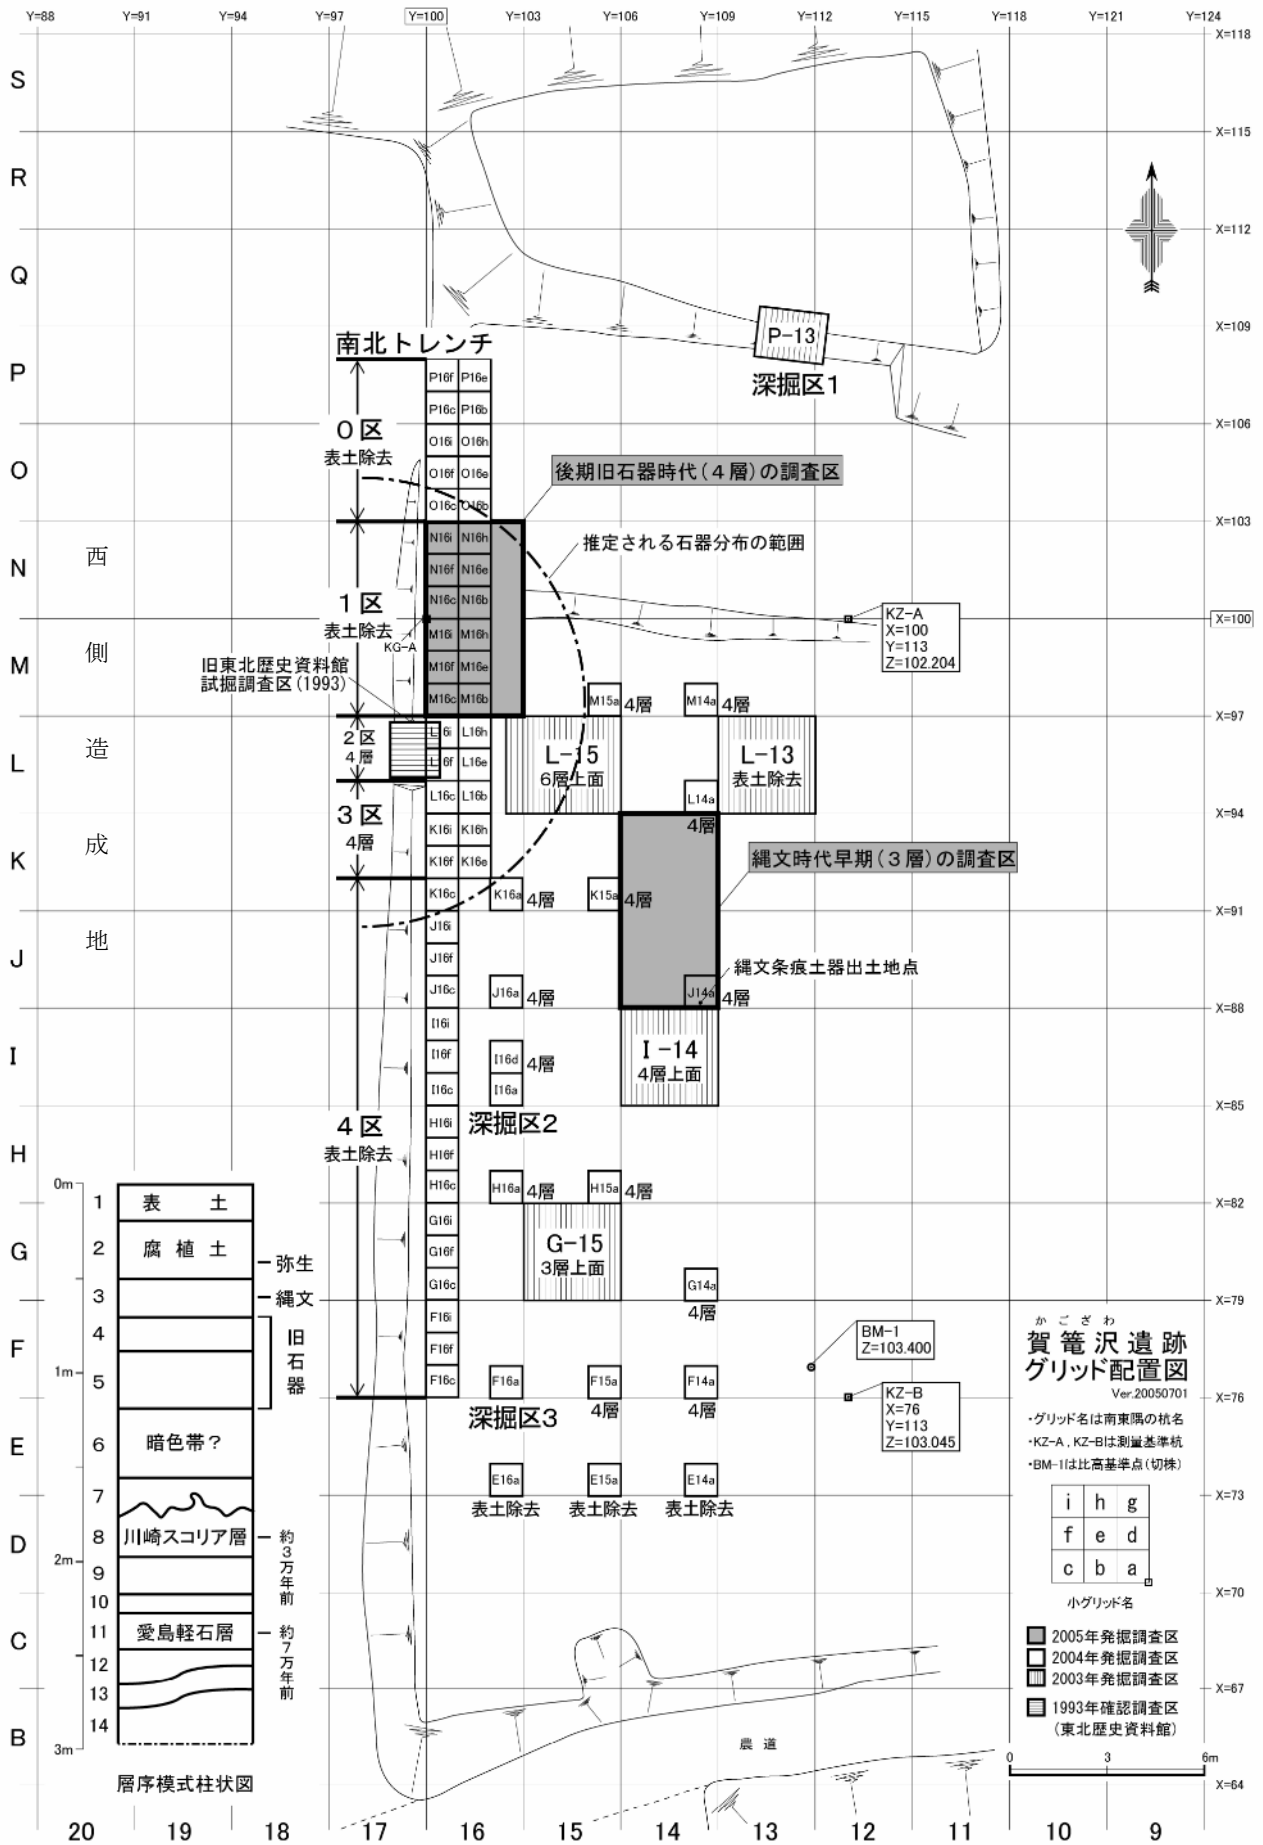 Y=88
Y=91
Y=94
Y=97
Y=100
Y=103
Y=106
Y=109
Y=112
Y=115
Y=118
Y=121
Y=124
X=118
X=115
X=112
X=109
X=106
X=103
X=100
X=97
X=94
X=91
X=88
X=85
X=82
X=79
X=76
X=73
X=70
X=67
X=64
S
R
Q
P
O
N
M
L
K
J
I
H
G
F
E
D
C
B
20
19
18
17
16
15
14
13
12
11
10
9
西側造成地
南北トレンチ
0区
表土除去
1区
表土除去
2区
4層
3区
4層
4区
表土除去
KG-A
旧東北歴史資料館
試掘調査区(1993)
P16f P16e
P16c P16b
O16i O16h
O16f O16e
O16c O16b
N16i N16h
N16f N16e
N16c N16b
M16i M16h
M16f M16e
M16c M16b
L16i L16h
L16f L16e
L16c L16b
K16i K16h
K16f K16e
K16c
J16i
J16f
J16c
I16i
I16f
I16c
H16i
H16f
H16c
G16i
G16f
G16c
F16i
F16f
F16c
P-13
深掘区1
後期旧石器時代(4層)の調査区
推定される石器分布の範囲
KZ-A
X=100
Y=113
Z=102.204
M15a 4層
M14a 4層
L-15
6層上面
L-13
表土除去
L14a
4層
縄文時代早期(3層)の調査区
K16a 4層
K15a 4層
縄文条痕土器出土地点
J16a 4層
J14a 4層
I-14
4層上面
I16d 4層
I16a
深掘区2
H16a 4層
H15a 4層
G-15
3層上面
G14a
4層
BM-1
Z=103.400
KZ-B
X=76
Y=113
Z=103.045
F16a
深掘区3
F15a
4層
F14a
4層
E16a
表土除去
E15a
表土除去
E14a
表土除去
農道
0m
1m
2m
3m
1 表土
2 腐植土
弥生
3
縄文
4
5
旧石器
6 暗色帯?
7
8 川崎スコリア層
約3万年前
9
10
11 愛島軽石層
約7万年前
12
13
14
層序模式柱状図
かござわ
賀篭沢遺跡
グリッド配置図
Ver.20050701
・グリッド名は南東隅の杭名
・KZ-A,KZ-Bは測量基準杭
・BM-1は比高基準点(切株)
i h g
f e d
c b a
小グリッド名
2005年発掘調査区
2004年発掘調査区
2003年発掘調査区
1993年確認調査区
(東北歴史資料館)
0 3 6m